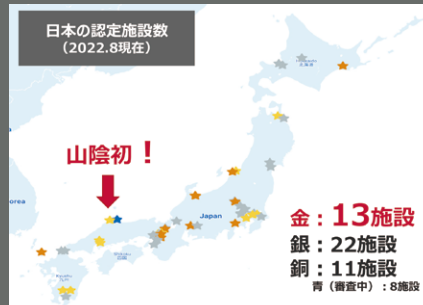 日本の認定施設数
（2022.8現在）
山陰初！
orea
Japan
金：13施設
銀：22施設
銅：11施設
青（審査中）：8施設